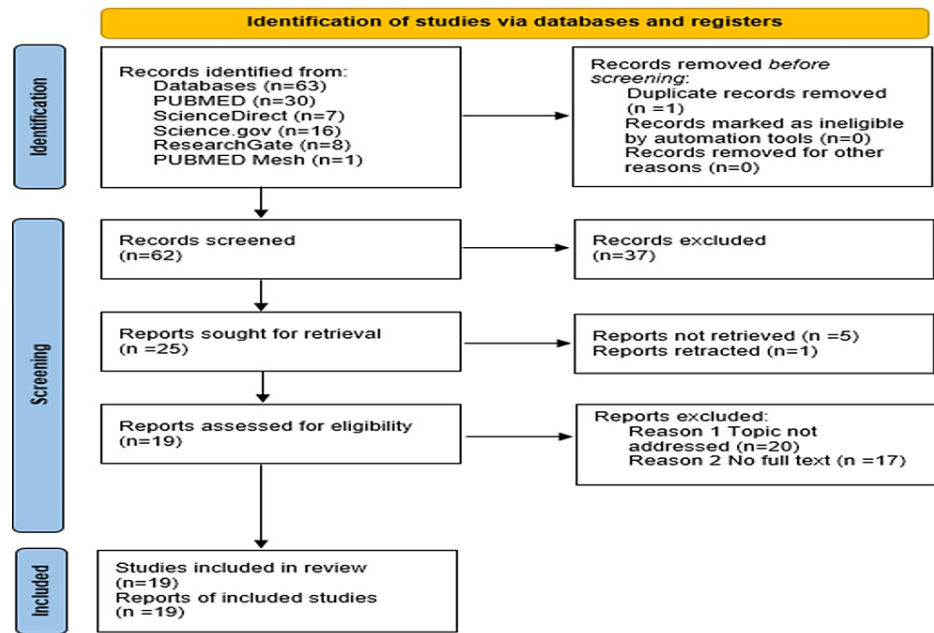 Identification of studies via databases and registers
Identification
Records identified from:
Databases (n=63)
PUBMED (n=30)
ScienceDirect (n=7)
Science.gov (n=16)
ResearchGate (n=8)
PUBMED Mesh (n=1)
Records removed before
screening:
Duplicate records removed
(n =1)
Records marked as ineligible
by automation tools (n=0)
Records removed for other
reasons (n=0)
Screening
Records screened
(n=62)
Records excluded
(n=37)
Reports sought for retrieval
(n =25)
Reports not retrieved (n =5)
Reports retracted (n=1)
Reports assessed for eligibility
(n=19)
Reports excluded:
Reason 1 Topic not
addressed (n=20)
Reason 2 No full text (n =17)
Included
Studies included in review
(n=19)
Reports of included studies
(n =19)